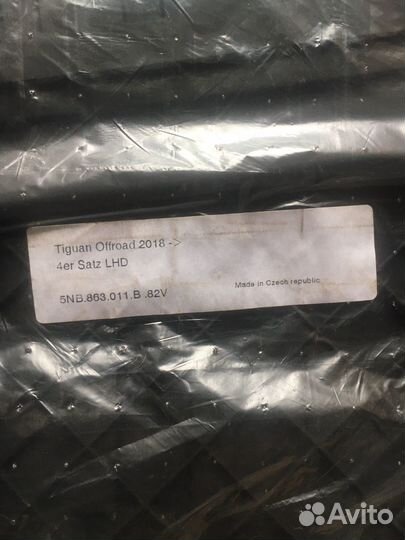 Tiguan Offroad 2018 ->
4er Satz LHD
5NB.863.011.B .82V
Made in Czech republic
Avito